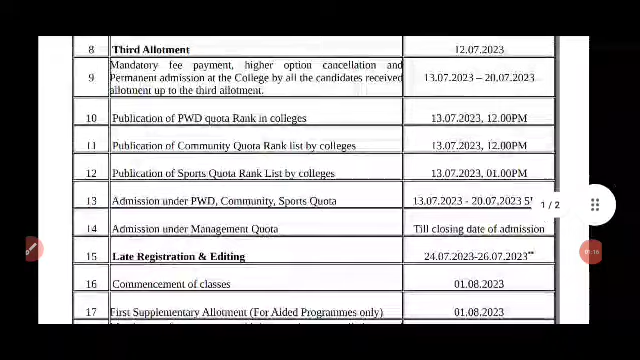 8 Third Allotment 12.07.2023
9 Mandatory fee payment, higher option cancellation and
Permanent admission at the College by all the candidates received 13.07.2023 – 20.07.2023
allotment up to the third allotment.
10 Publication of PWD quota Rank in colleges 13.07.2023, 12.00PM
11 Publication of Community Quota Rank list by colleges 13.07.2023, 12.00PM
12 Publication of Sports Quota Rank List by colleges 13.07.2023, 01.00PM
13 Admission under PWD, Community, Sports Quota 13.07.2023 - 20.07.2023 5
1 / 2
14 Admission under Management Quota Till closing date of admission
15 Late Registration & Editing 24.07.2023-26.07.2023**
16 Commencement of classes 01.08.2023
17 First Supplementary Allotment (For Aided Programmes only) 01.08.2023